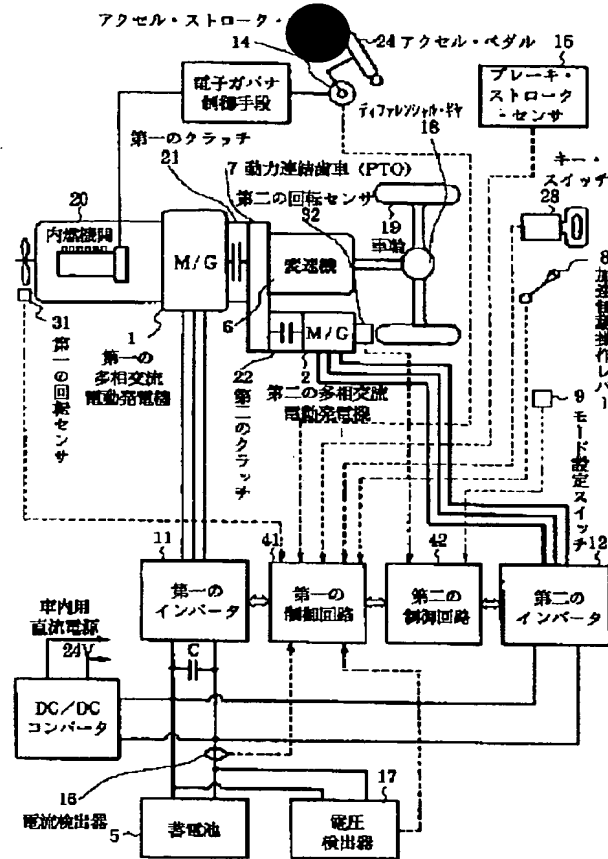 アクセル・ストローク・
14
24 アクセル・ペダル
15
ブレーキ・
ストローク
・センサ
電子ガバナ
制御手段
ディファレンシャル・ギヤ
18
第一のクラッチ
21
7 動力連結歯車 (PTO)
第二の回転センサ
32
19
車輪
キー・
スイッチ
28
20
内燃機関
M/G
変速機
6
8
加速制御操作レバー
31
第一の回転センサ
1
第一の
多相交流
電動発電機
M/G
22
第二のクラッチ
2
第二の多相交流
電動発電機
9
モード設定スイッチ
11
第一の
インバータ
41
第一の
制御回路
42
第二の
制御回路
12
第二の
インバータ
車内用
直流電源
24V
C
DC/DC
コンバータ
16
電流検出器
5
蓄電池
17
電圧
検出器